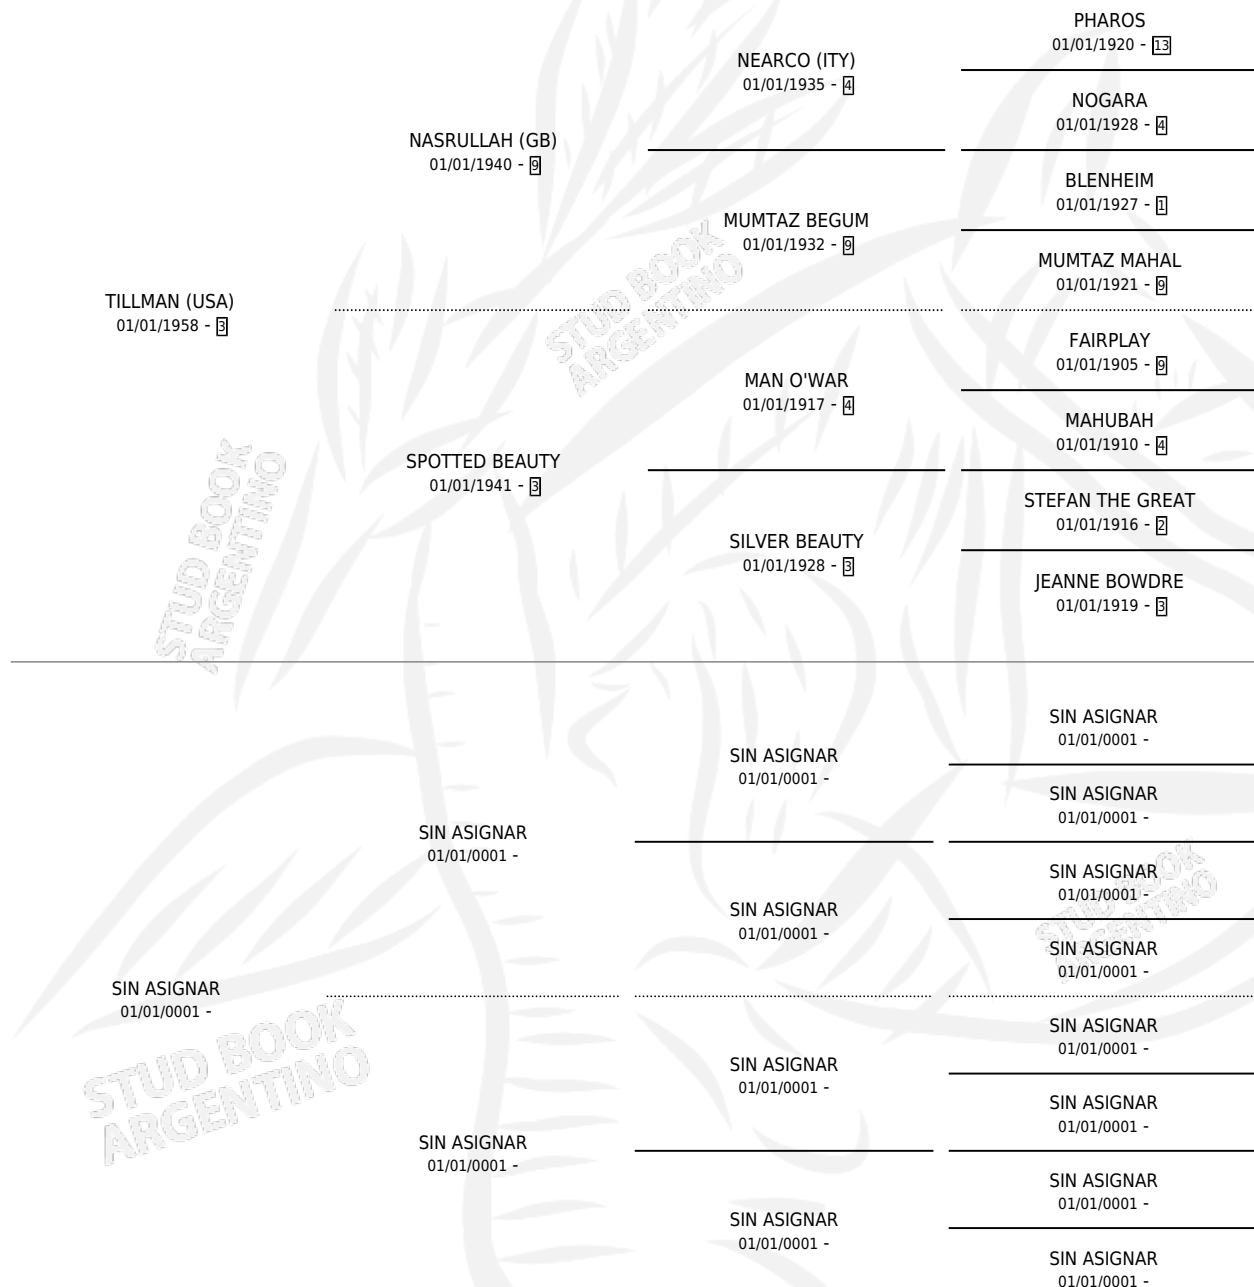 PHAROS
01/01/1920 - 13
NEARCO (ITY)
01/01/1935 - 4
NOGARA
01/01/1928 - 4
NASRULLAH (GB)
01/01/1940 - 9
BLENHEIM
01/01/1927 - 1
MUMTAZ BEGUM
01/01/1932 - 9
MUMTAZ MAHAL
01/01/1921 - 9
TILLMAN (USA)
01/01/1958 - 3
STUD BOOK
ARGENTINO
FAIRPLAY
01/01/1905 - 9
MAN O'WAR
01/01/1917 - 4
MAHUBAH
01/01/1910 - 4
SPOTTED BEAUTY
01/01/1941 - 3
STEFAN THE GREAT
01/01/1916 - 2
SILVER BEAUTY
01/01/1928 - 3
JEANNE BOWDRE
01/01/1919 - 3
STUD BOOK
ARGENTINO
SIN ASIGNAR
01/01/0001 -
SIN ASIGNAR
01/01/0001 -
SIN ASIGNAR
01/01/0001 -
SIN ASIGNAR
01/01/0001 -
SIN ASIGNAR
01/01/0001 -
SIN ASIGNAR
01/01/0001 -
SIN ASIGNAR
01/01/0001 -
STUD BOOK
ARGENTINO
SIN ASIGNAR
01/01/0001 -
SIN ASIGNAR
01/01/0001 -
SIN ASIGNAR
01/01/0001 -
SIN ASIGNAR
01/01/0001 -
STUD BOOK
ARGENTINO
SIN ASIGNAR
01/01/0001 -
SIN ASIGNAR
01/01/0001 -
SIN ASIGNAR
01/01/0001 -
SIN ASIGNAR
01/01/0001 -